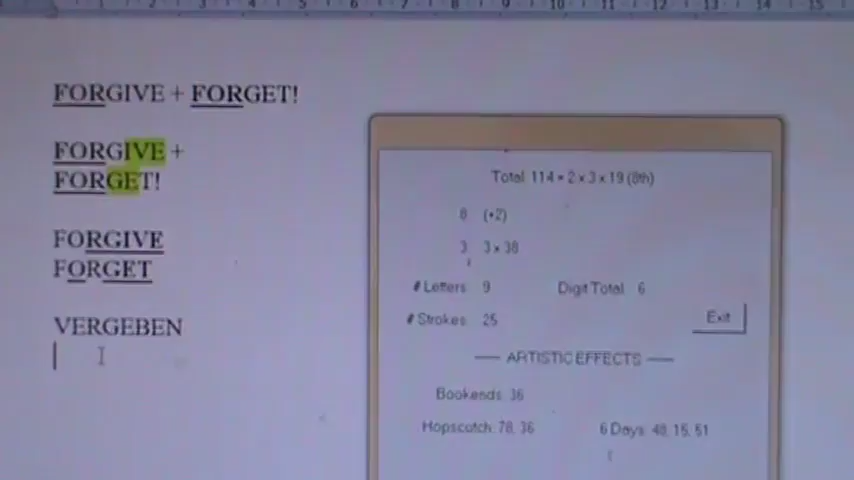 FORGIVE + FORGET!
FORGIVE +
FORGET!
FORGIVE
FORGET
VERGEBEN
Total: 114 = 2 x 3 x 19 (8th)
(+2)
3 3 x 38
# Letters: 9 Digit Total: 6
# Strokes: 25
Exit
ARTISTIC EFFECTS
Bookends: 36
Hopscotch: 78, 36 6 Days: 48, 15, 51